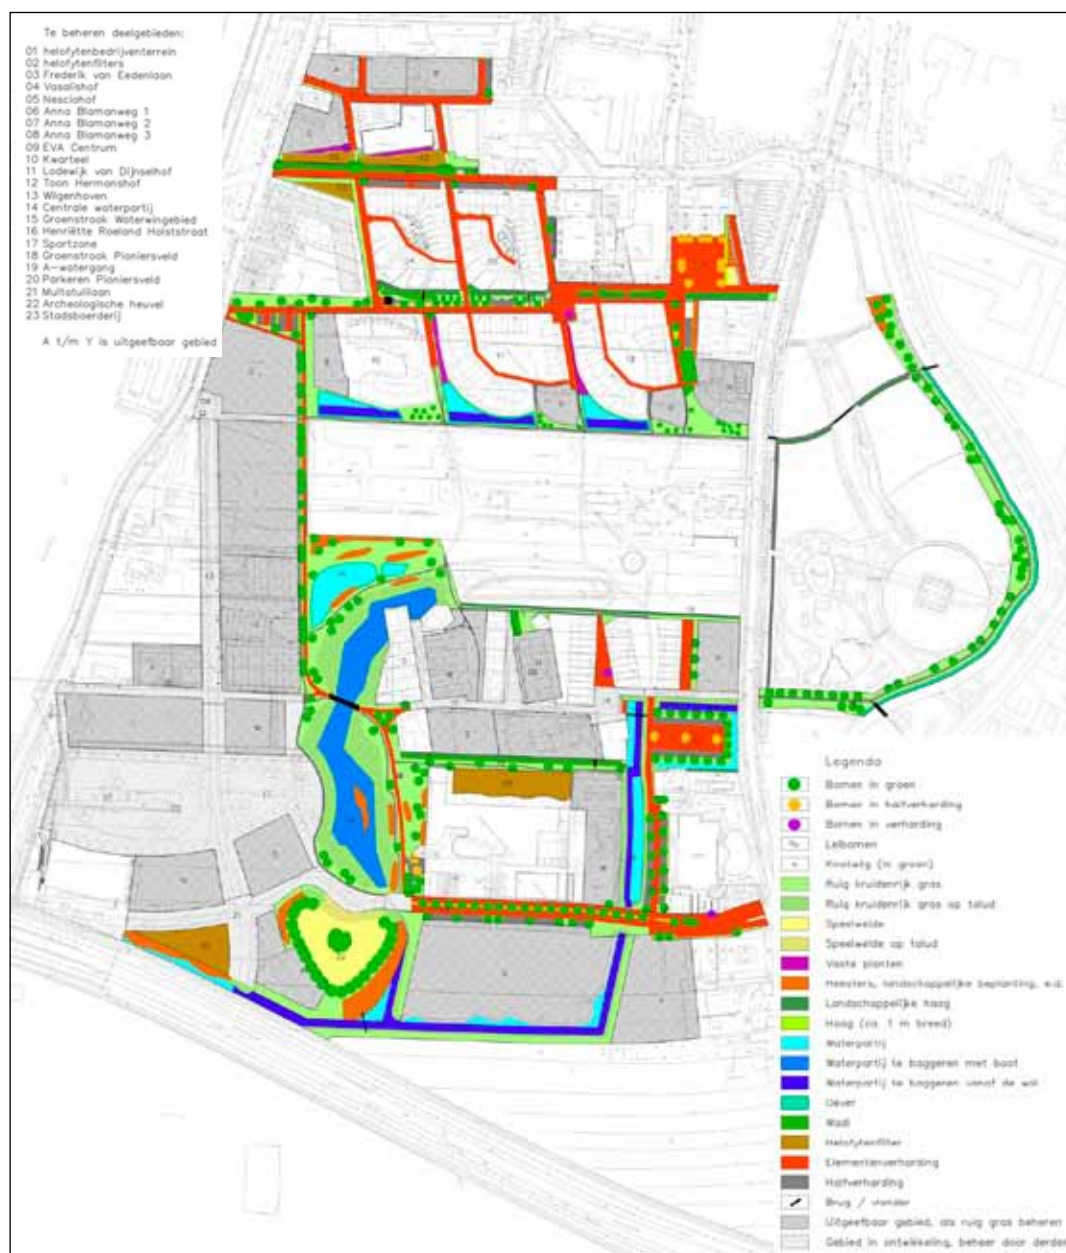 Te beheren deelgebieden:
01 helofytenbedrijventerrein
02 helofytenfilters
03 Frederik van Eedenlaan
04 Vasalishof
05 Nesciohof
06 Anna Blamanweg 1
07 Anna Blamanweg 2
08 Anna Blamanweg 3
09 EVA Centrum
10 Kwarteel
11 Lodewijk van Dijnselhof
12 Toon Hermanshof
13 Wilgenhoven
14 Centrale waterpartij
15 Groenstrook Waterwingebied
16 Henriëtte Roeland Holststraat
17 Sportzone
18 Groenstrook Pioniersveld
19 A-watergang
20 Parkeren Pioniersveld
21 Multatulilaan
22 Archeologische heuvel
23 Stadsboerderij
A t/m Y is uitgeefbaar gebied
Legenda
Bomen in groen
Bomen in halfverharding
Bomen in verharding
Leibomen
Knotwilg (in groen)
Ruig kruidenrijk gras
Ruig kruidenrijk gras op talud
Speelweide
Speelweide op talud
Vaste planten
Heesters, landschappelijke beplanting, e.d.
Landschappelijke haag
Haag (ca. 1 m breed)
Waterpartij
Waterpartij te baggeren met boot
Waterpartij te baggeren vanaf de wal
Oever
Wadi
Helofytenfilter
Elementenverharding
Halfverharding
Brug / vlonder
Uitgeefbaar gebied, als ruig gras beheren
Gebied in ontwikkeling, beheer door derden